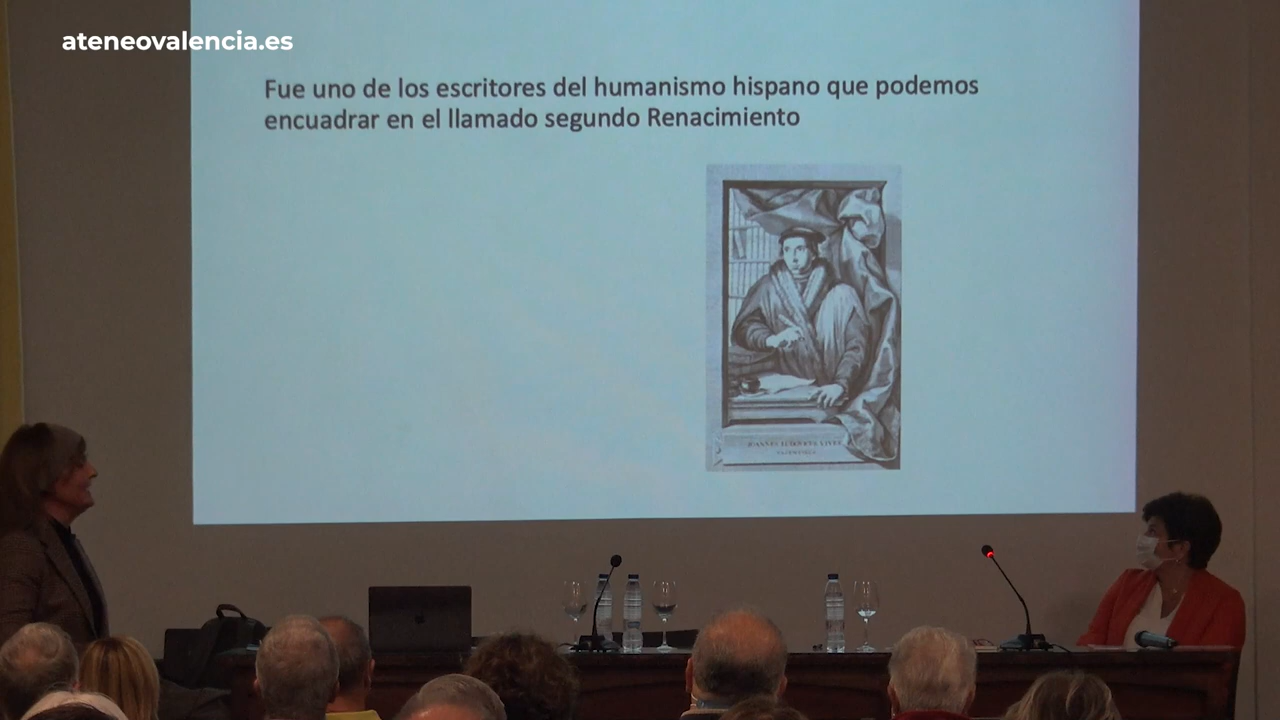 ateneovalencia.es
Fue uno de los escritores del humanismo hispano que podemos
encuadrar en el llamado segundo Renacimiento